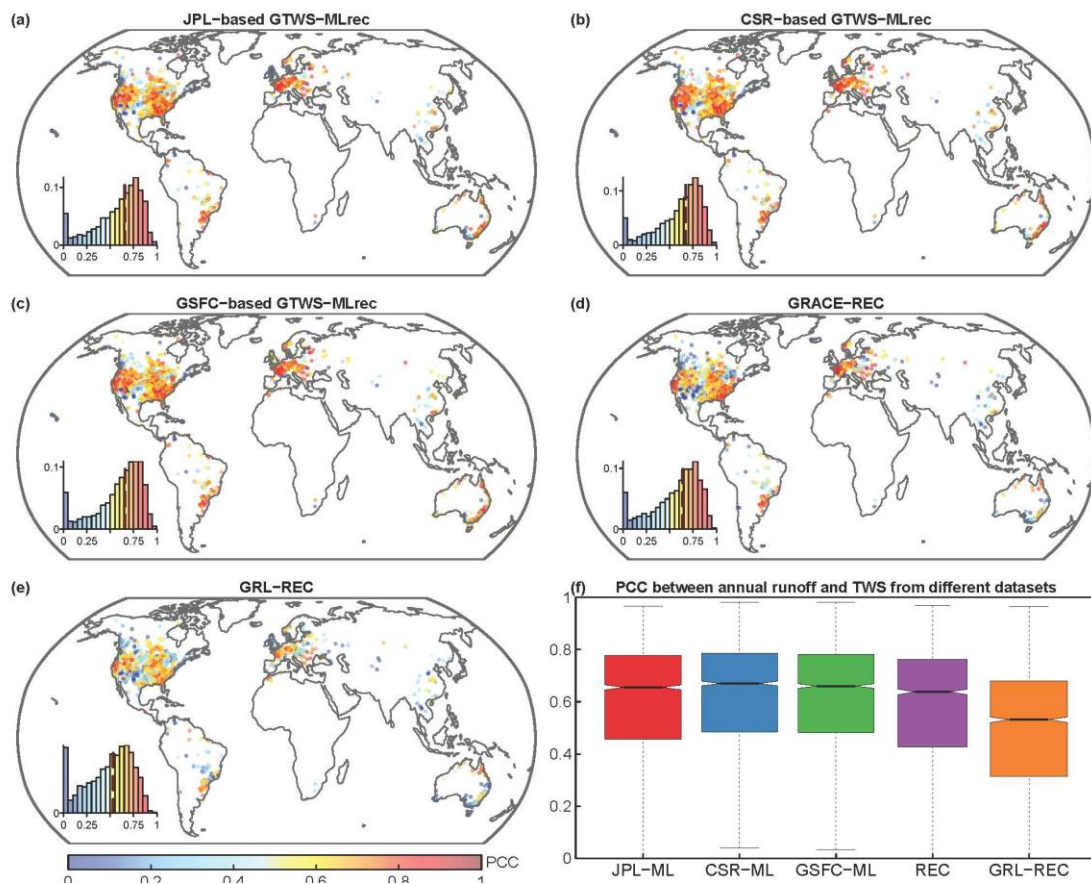 (a) JPL-based GTWS-MLrec
(b) CSR-based GTWS-MLrec
0.1
0
0 0.25 0.75 1
0.1
0
0 0.25 0.75 1
(c) GSFC-based GTWS-MLrec
(d) GRACE-REC
0.1
0
0 0.25 0.75 1
0.1
0
0 0.25 0.75 1
(e) GRL-REC
0
0 0.25 0.75 1
PCC
0 0.2 0.4 0.6 0.8 1
(f) PCC between annual runoff and TWS from different datasets
1
0.8
0.6
0.4
0.2
0
JPL-ML CSR-ML GSFC-ML REC GRL-REC